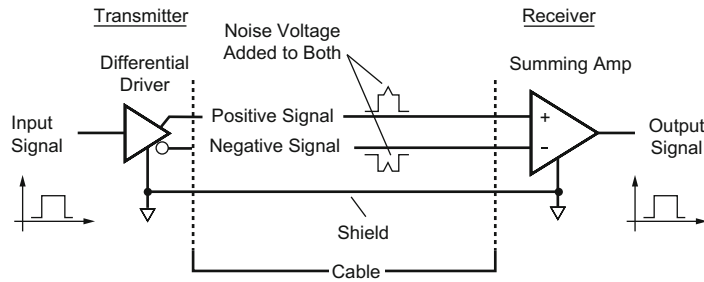 Transmitter
Receiver
Noise Voltage
Added to Both
Differential
Driver
Summing Amp
Input
Signal
Positive Signal
Negative Signal
+
-
Output
Signal
Shield
Cable